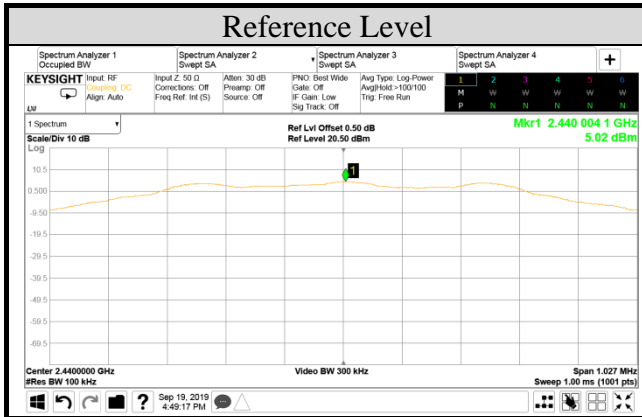 Reference Level
Spectrum Analyzer 1 Spectrum Analyzer 2 Spectrum Analyzer 3 Spectrum Analyzer 4
Occupied BW Swept SA Swept SA Swept SA
KEYSIGHT Input: RF Input Z: 50 Ω Atten: 30 dB PNO: Best Wide Avg Type: Log-Power 1 2 3 4 5 6
Coupling: DC Corrections: Off Preamp: Off Gate: Off Avg|Hold:>100/100 M W W W W W
Align: Auto Freq Ref: Int (S) Source: Off IF Gain: Low Trig: Free Run
Sig Track: Off P N N N N N
1 Spectrum Ref Lvl Offset 0.50 dB Mkr1 2.440 004 1 GHz
Scale/Div 10 dB Ref Level 20.50 dBm 5.02 dBm
Log
1
10.5
0.500
-9.50
-19.5
-29.5
-39.5
-49.5
-59.5
-69.5
Center 2.4400000 GHz Video BW 300 kHz Span 1.027 MHz
#Res BW 100 kHz Sweep 1.00 ms (1001 pts)
? Sep 19, 2019
4:49:17 PM